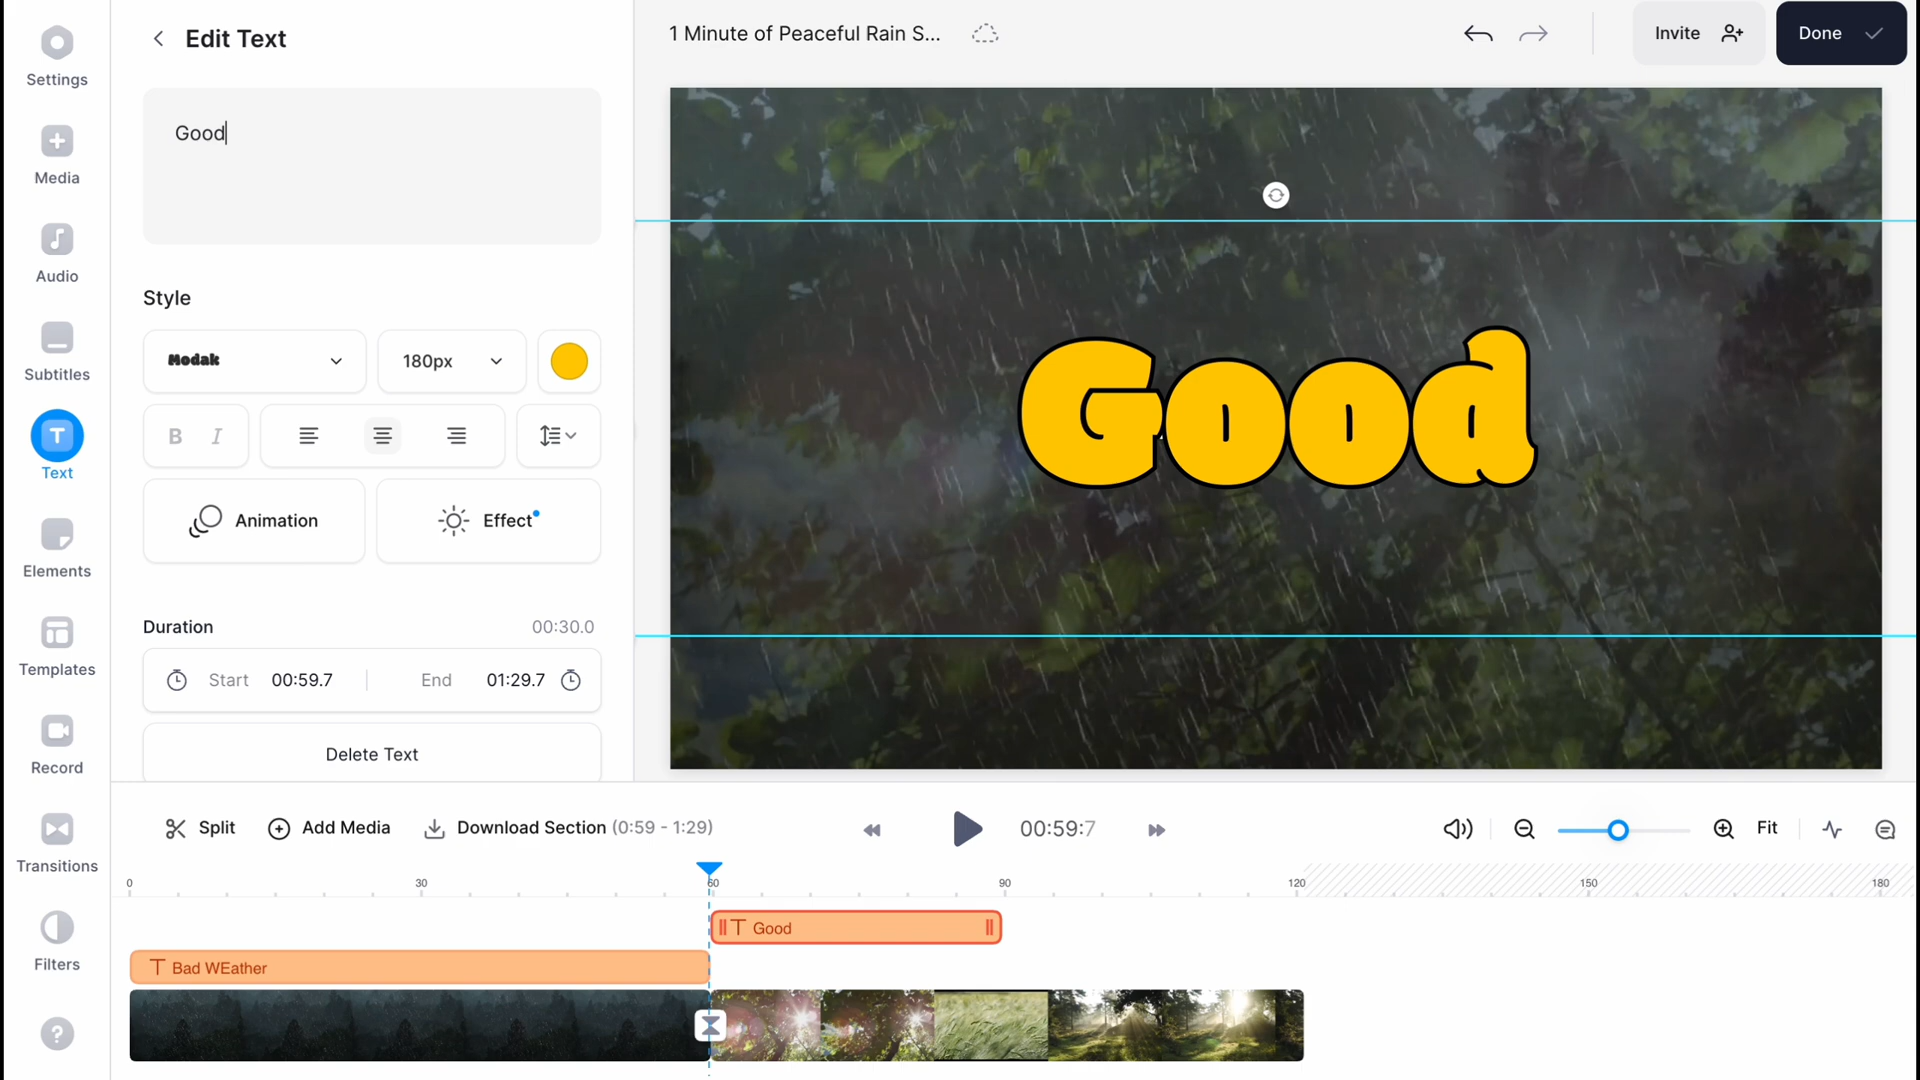 Settings
Media
Audio
Subtitles
Text
Elements
Templates
Record
Transitions
Filters
?
Edit Text
Good
Style
Modak
180px
B I
Animation
Effect
Duration
00:30.0
Start 00:59.7
End 01:29.7
Delete Text
1 Minute of Peaceful Rain S...
Invite
Done
Good
Split
Add Media
Download Section (0:59 - 1:29)
00:59:7
Fit
0 30 60 90 120 150 180
T Good
T Bad WEather